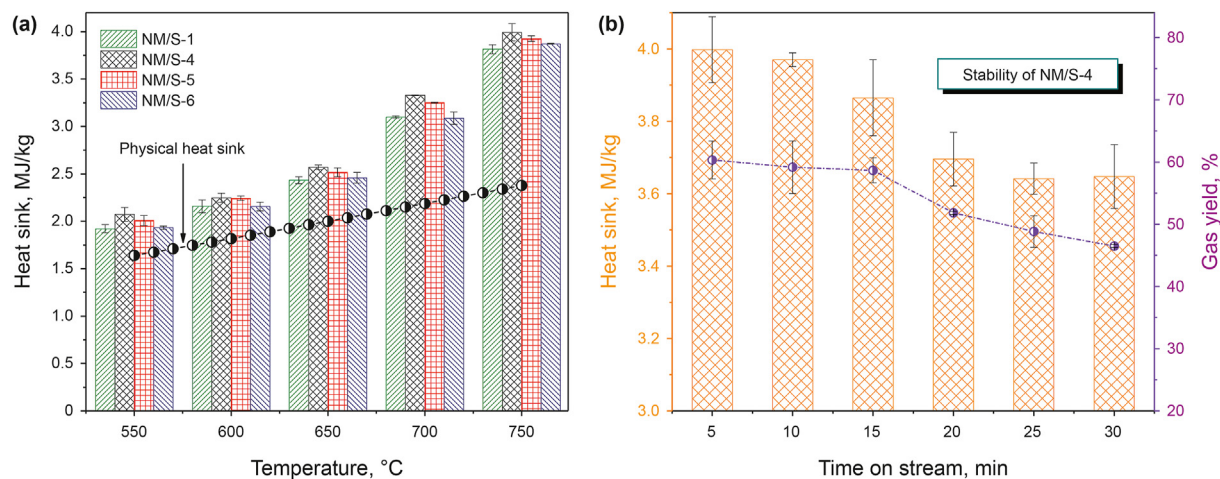 (a)
NM/S-1
NM/S-4
NM/S-5
NM/S-6
Physical heat sink
Heat sink, MJ/kg
4.0
3.5
3.0
2.5
2.0
1.5
1.0
0.5
0
550 600 650 700 750
Temperature, °C
(b)
Stability of NM/S-4
Heat sink, MJ/kg
4.0
3.8
3.6
3.4
3.2
3.0
Gas yield, %
80
70
60
50
40
30
20
5 10 15 20 25 30
Time on stream, min